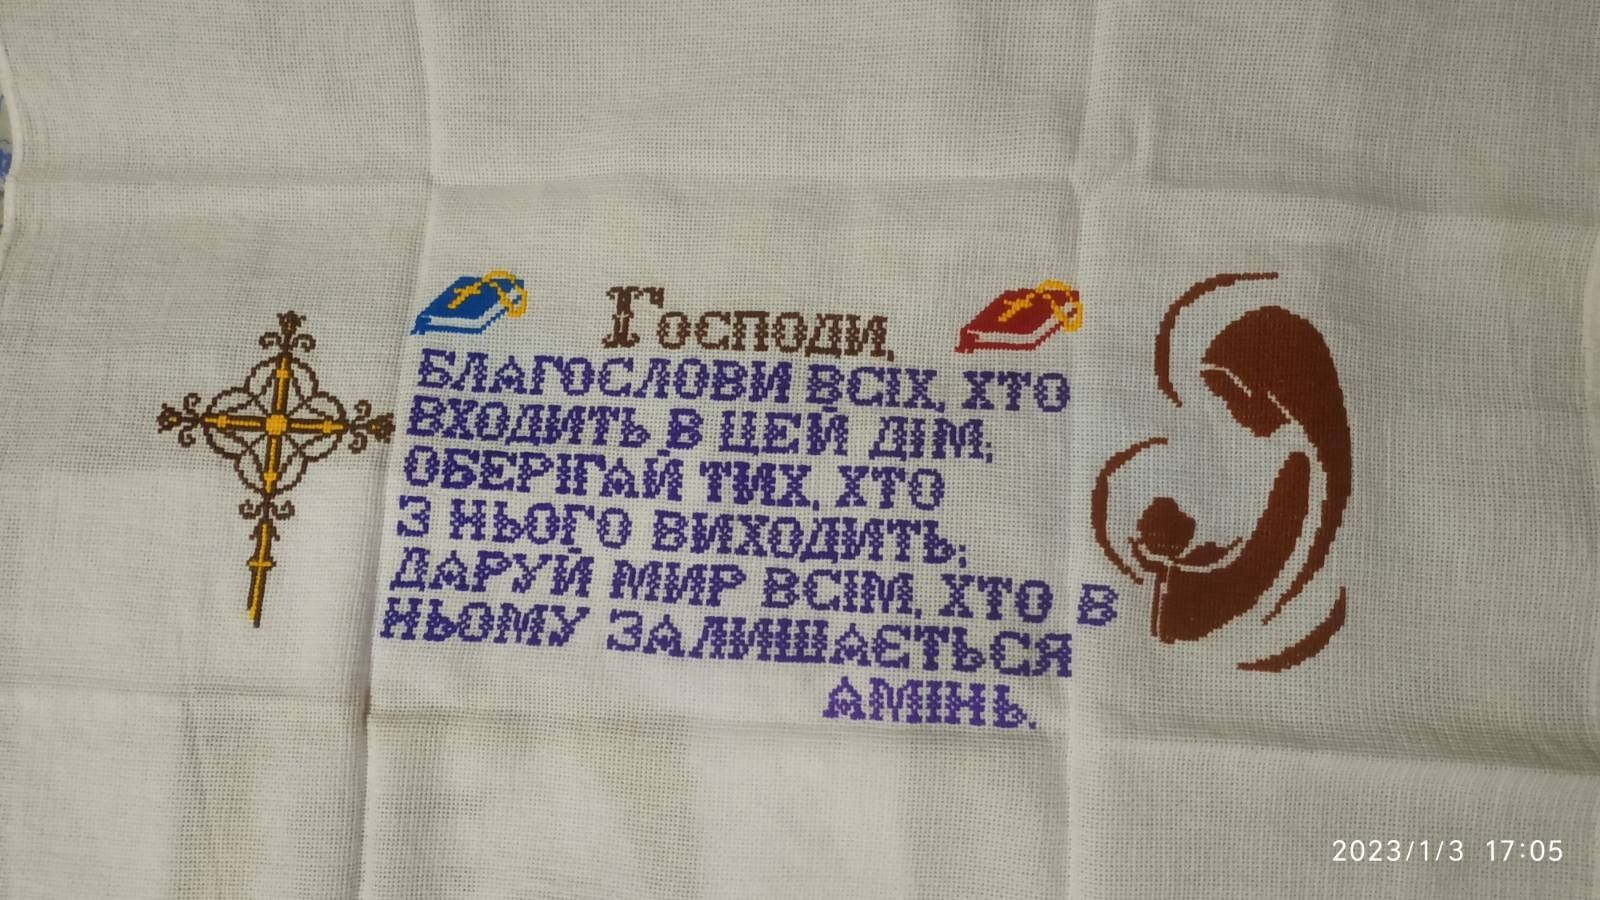 Господи,
БЛАГОСЛОВИ ВСІХ, ХТО
ВХОДИТЬ В ЦЕЙ ДІМ;
ОБЕРІГАЙ ТИХ, ХТО
З НЬОГО ВИХОДИТЬ;
ДАРУЙ МИР ВСІМ, ХТО В
НЬОМУ ЗАЛИШАЄТЬСЯ
АМІНЬ.
2023/1/3 17:05